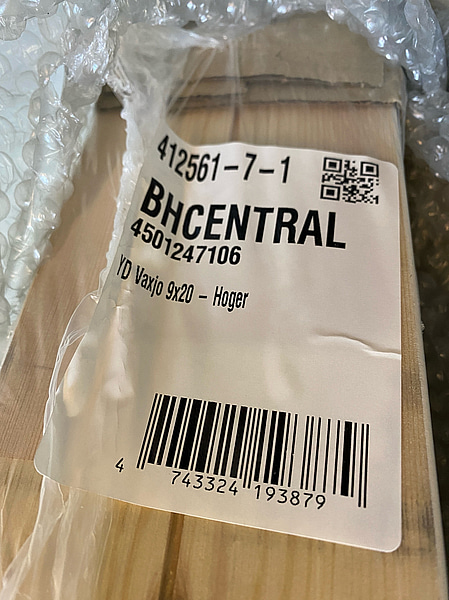 412561-7-1
BHCENTRAL
4501247106
YD Vaxjo 9x20 - Hoger
4 743324 193879